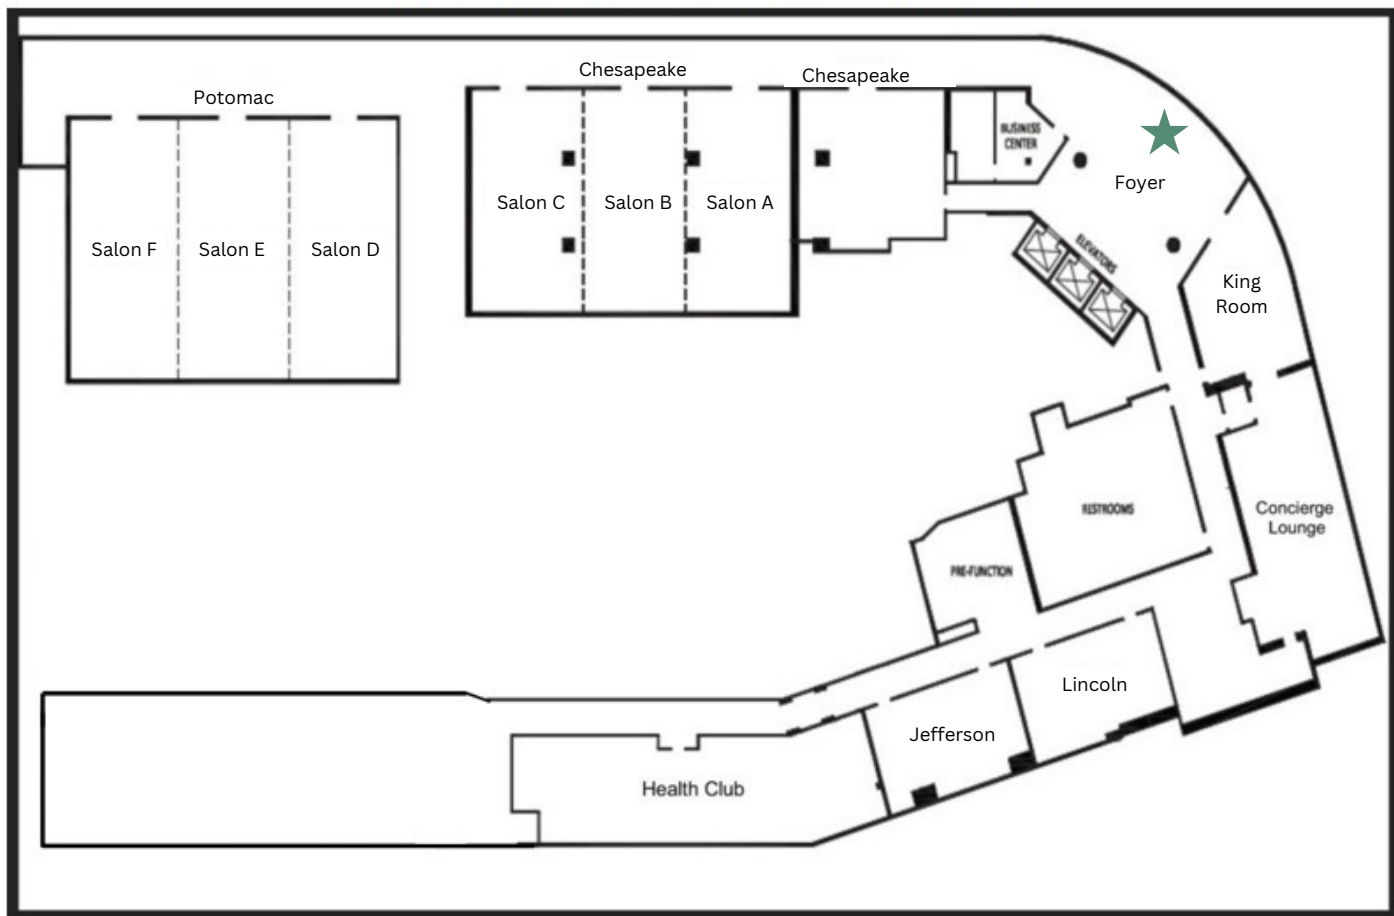 Chesapeake
Chesapeake
Potomac
BUSINESS
CENTER
Foyer
Salon C
Salon B
Salon A
Salon F
Salon E
Salon D
ELEVATORS
King
Room
RESTROOMS
Concierge
Lounge
PRE-FUNCTION
Lincoln
Jefferson
Health Club